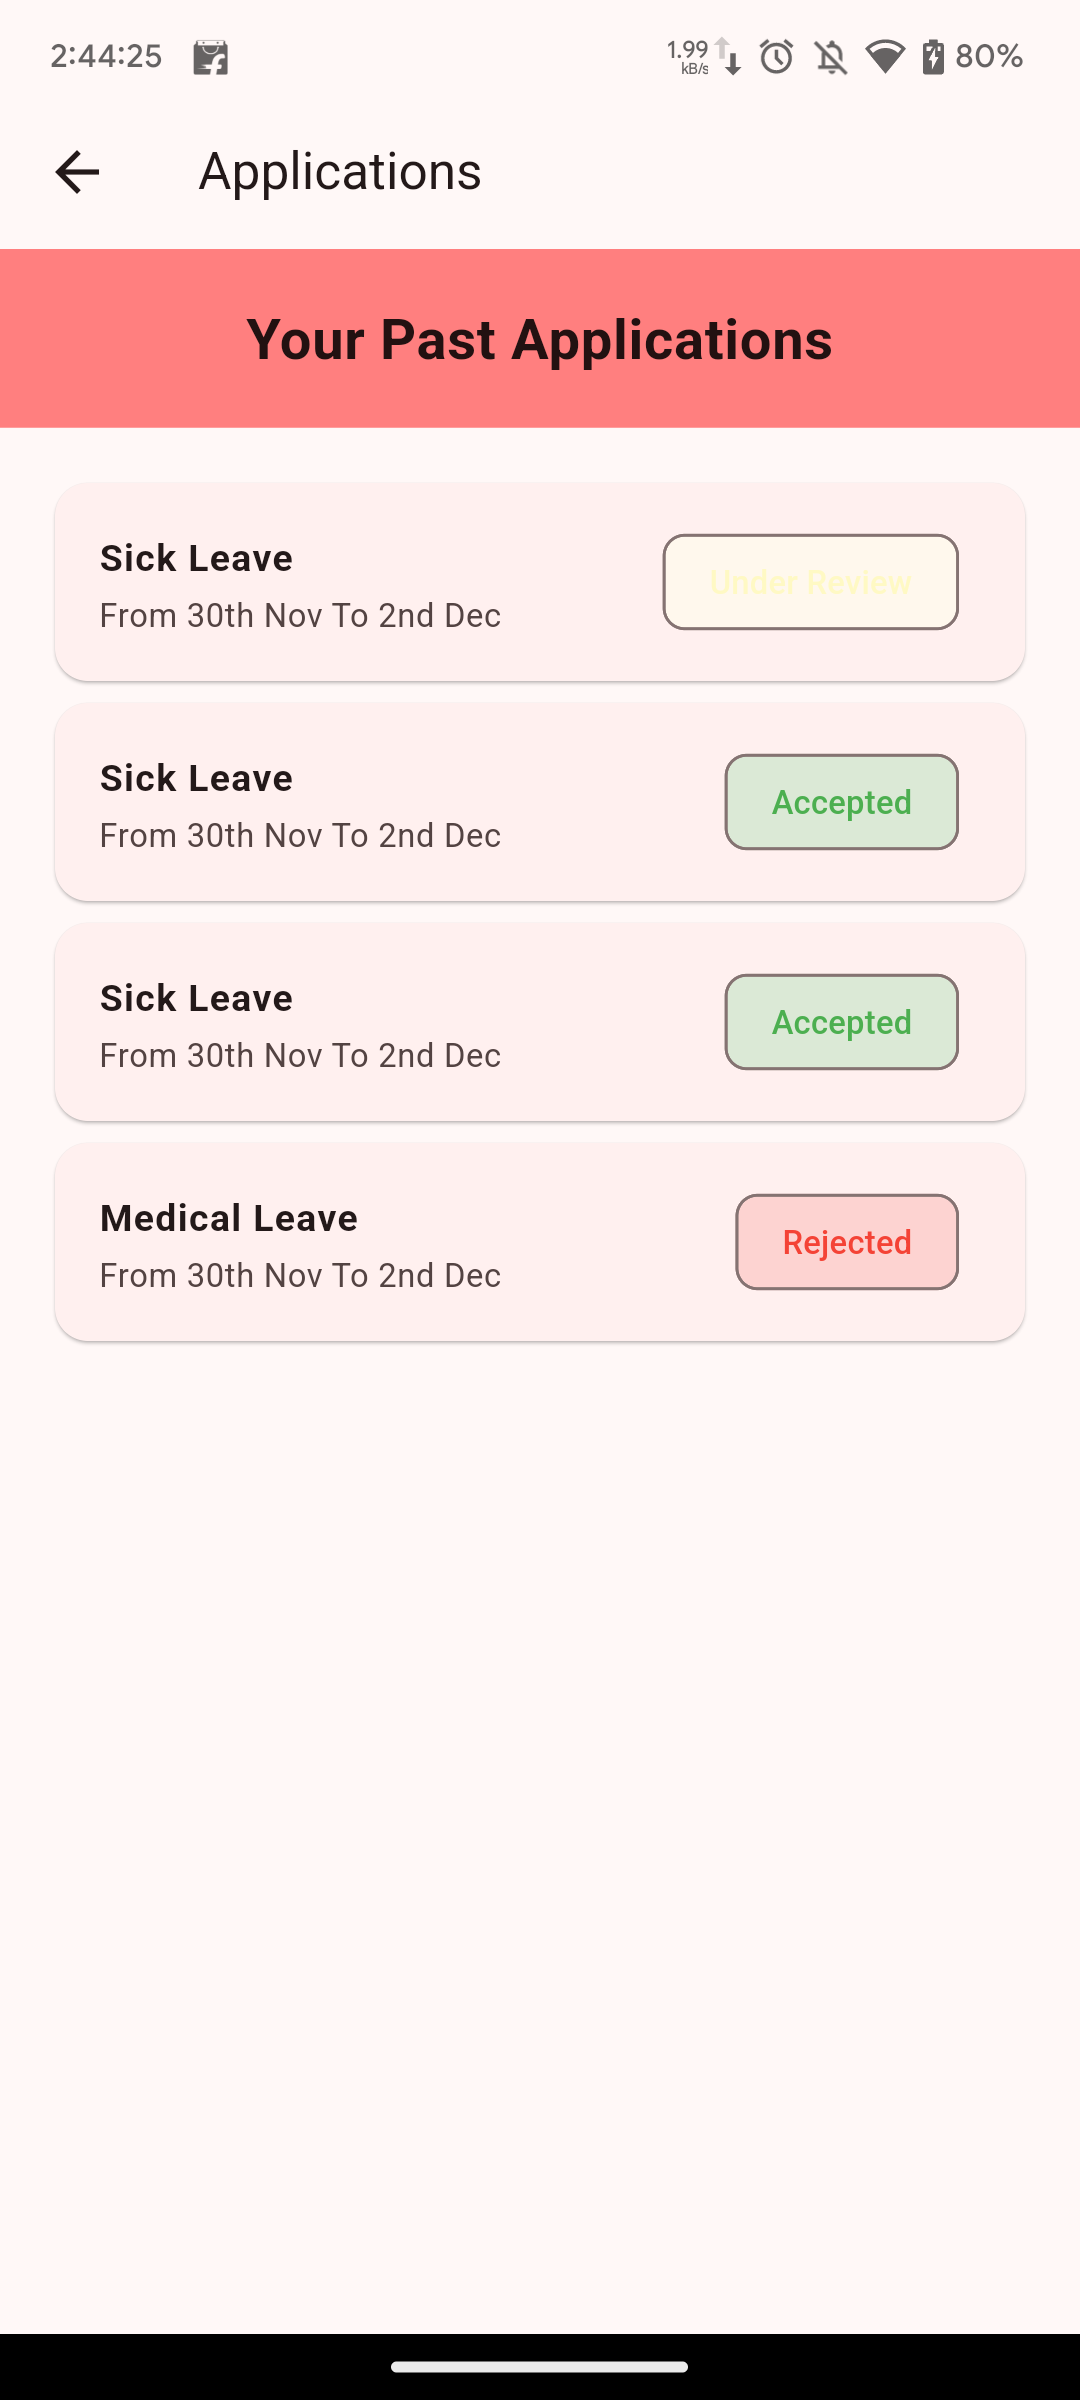 2:44:25
1.99
kB/s
80%
Applications
Your Past Applications
Sick Leave
From 30th Nov To 2nd Dec
Under Review
Sick Leave
From 30th Nov To 2nd Dec
Accepted
Sick Leave
From 30th Nov To 2nd Dec
Accepted
Medical Leave
From 30th Nov To 2nd Dec
Rejected